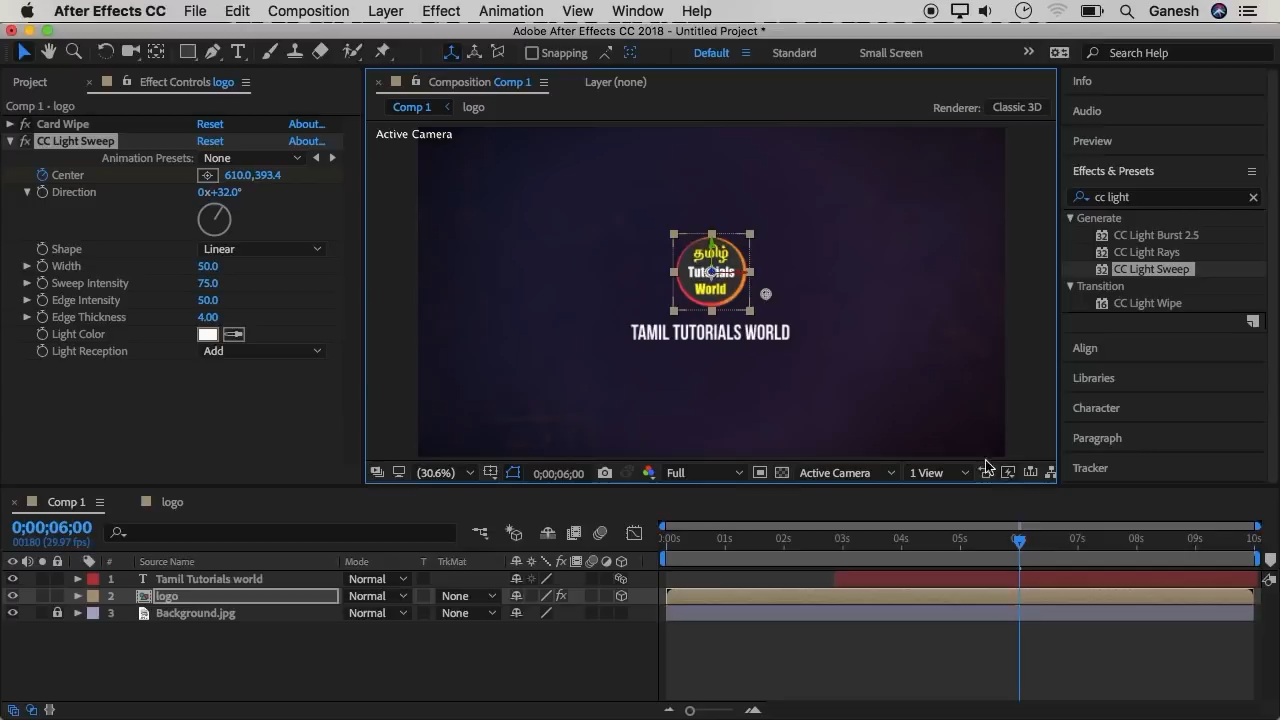 After Effects CC File Edit Composition Layer Effect Animation View Window Help Ganesh
Adobe After Effects CC 2018 - Untitled Project *
Snapping Default Standard Small Screen Search Help
Project Effect Controls logo Composition Comp 1 Layer (none) Info
Comp 1 - logo
Comp 1 logo Renderer: Classic 3D
Audio
Card Wipe Reset About...
Active Camera
CC Light Sweep Reset About...
Preview
Animation Presets: None
Center 610.0,393.4
Effects & Presets
Direction 0x+32.0°
cc light
Generate
CC Light Burst 2.5
Shape Linear
CC Light Rays
Width 50.0
CC Light Sweep
Sweep Intensity 75.0
Transition
Edge Intensity 50.0
CC Light Wipe
Edge Thickness 4.00
Light Color
Light Reception Add
தமிழ்
Tutorials
World
TAMIL TUTORIALS WORLD
Align
Libraries
Character
Paragraph
Tracker
(30.6%) 0;00;06;00 Full Active Camera 1 View
Comp 1 logo
0;00;06;00
00180 (29.97 fps)
:00s 01s 02s 03s 04s 05s 07s 08s 09s 10s
# Source Name Mode T TrkMat
1 T Tamil Tutorials world Normal
2 logo Normal None
3 Background.jpg Normal None